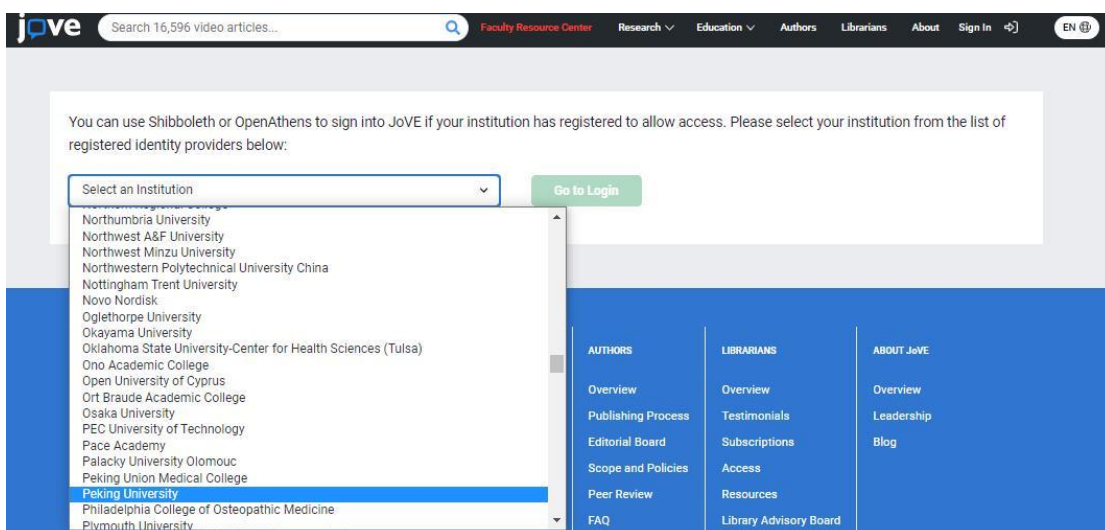 jove
Search 16,596 video articles...
Faculty Resource Center
Research
Education
Authors
Librarians
About
Sign In
EN
You can use Shibboleth or OpenAthens to sign into JoVE if your institution has registered to allow access. Please select your institution from the list of
registered identity providers below:
Select an Institution
Go to Login
Northern Regional College
Northumbria University
Northwest A&F University
Northwest Minzu University
Northwestern Polytechnical University China
Nottingham Trent University
Novo Nordisk
Oglethorpe University
Okayama University
Oklahoma State University-Center for Health Sciences (Tulsa)
Ono Academic College
Open University of Cyprus
Ort Braude Academic College
Osaka University
PEC University of Technology
Pace Academy
Palacky University Olomouc
Peking Union Medical College
Peking University
Philadelphia College of Osteopathic Medicine
Plymouth University
AUTHORS
Overview
Publishing Process
Editorial Board
Scope and Policies
Peer Review
FAQ
LIBRARIANS
Overview
Testimonials
Subscriptions
Access
Resources
Library Advisory Board
ABOUT JoVE
Overview
Leadership
Blog